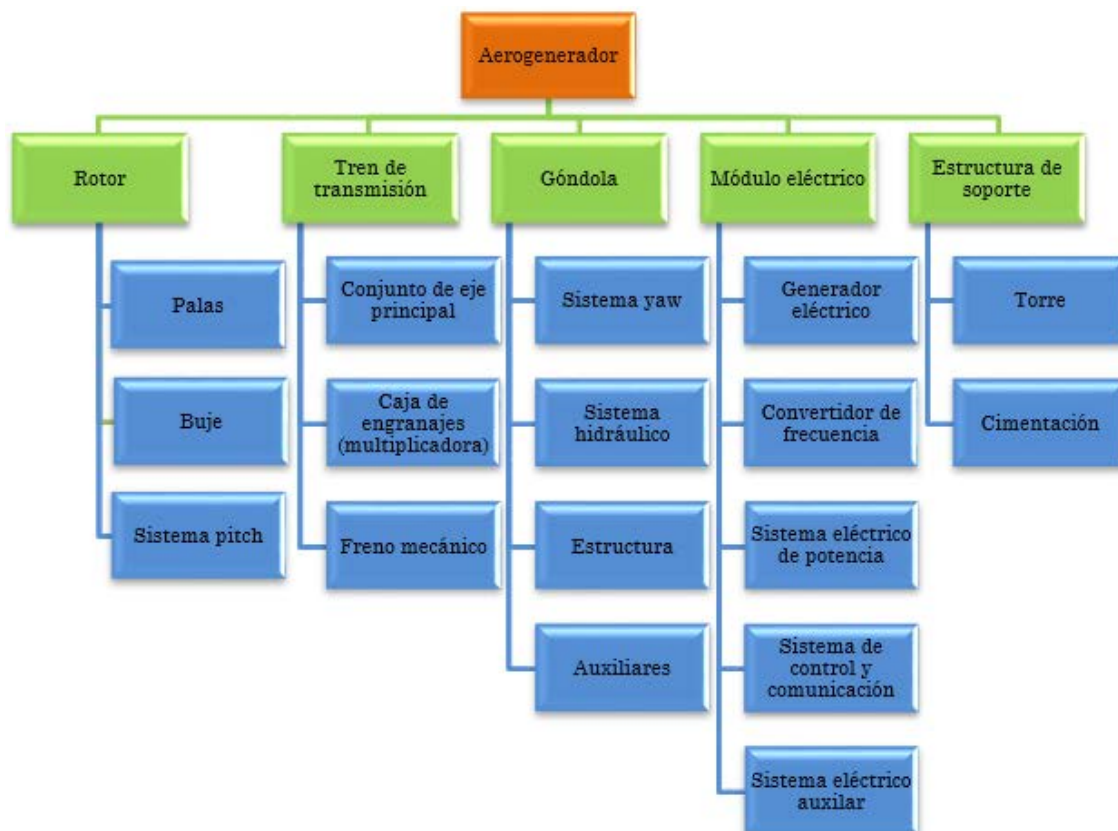 Aerogenerador
Rotor
Tren de
transmisión
Góndola
Módulo eléctrico
Estructura de
soporte
Palas
Buje
Sistema pitch
Conjunto de eje
principal
Caja de
engranajes
(multiplicadora)
Freno mecánico
Sistema yaw
Sistema
hidráulico
Estructura
Auxiliares
Generador
eléctrico
Convertidor de
frecuencia
Sistema eléctrico
de potencia
Sistema de
control y
comunicación
Sistema eléctrico
auxilar
Torre
Cimentación